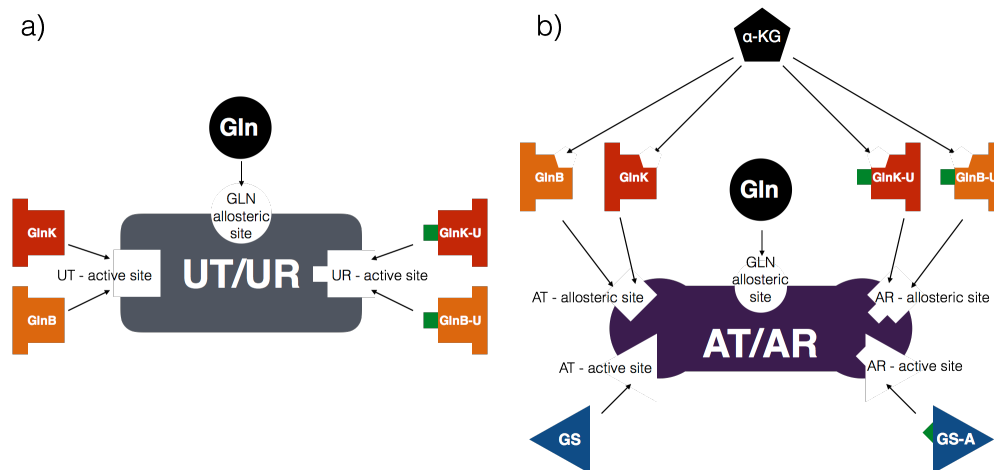 a)
Gln
GLN
allosteric
site
GlnK
GlnK-U
UT - active site
UT/UR
UR - active site
GlnB
GlnB-U
b)
α-KG
GlnB
GlnK
GlnK-U
GlnB-U
Gln
GLN
allosteric
site
AT - allosteric site
AR - allosteric site
AT/AR
AT - active site
AR - active site
GS
GS-A